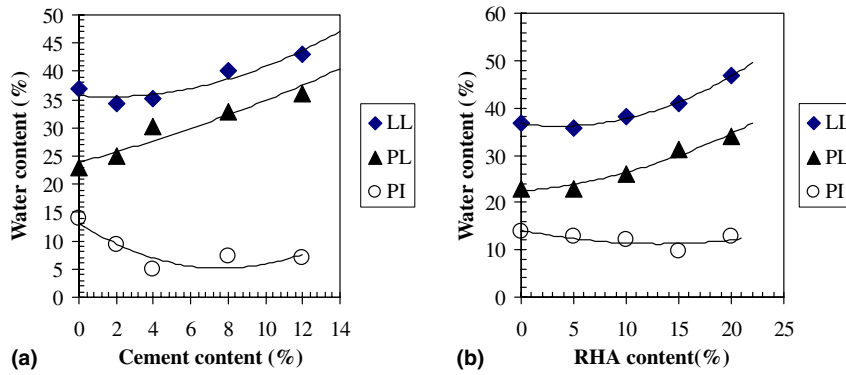 50
45
40
35
30
25
20
15
10
5
0
Water content (%)
0 2 4 6 8 10 12 14
(a) Cement content (%)
LL
PL
PI
60
50
40
30
20
10
0
Water content (%)
0 5 10 15 20 25
(b) RHA content(%)
LL
PL
PI